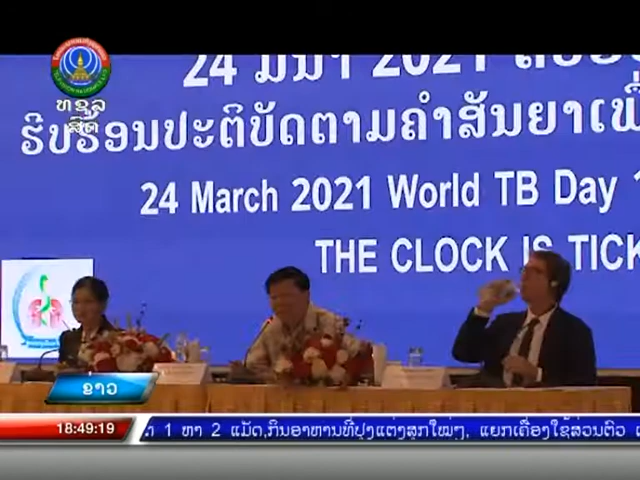 ທຊລ
ສົດ
24 ມີນາ 2021
ຮີບຮ້ອນປະຕິບັດຕາມຄໍາສັນຍາເພື່
24 March 2021 World TB Day
THE CLOCK IS TICK
ຂ່າວ
18:49:19
1 ຫາ 2 ແມັດ,ກິນອາຫານທີ່ປຸງແຕ່ງສຸກໃໝ່ໆ, ແຍກເຄື່ອງໃຊ້ສ່ວນຕົວ